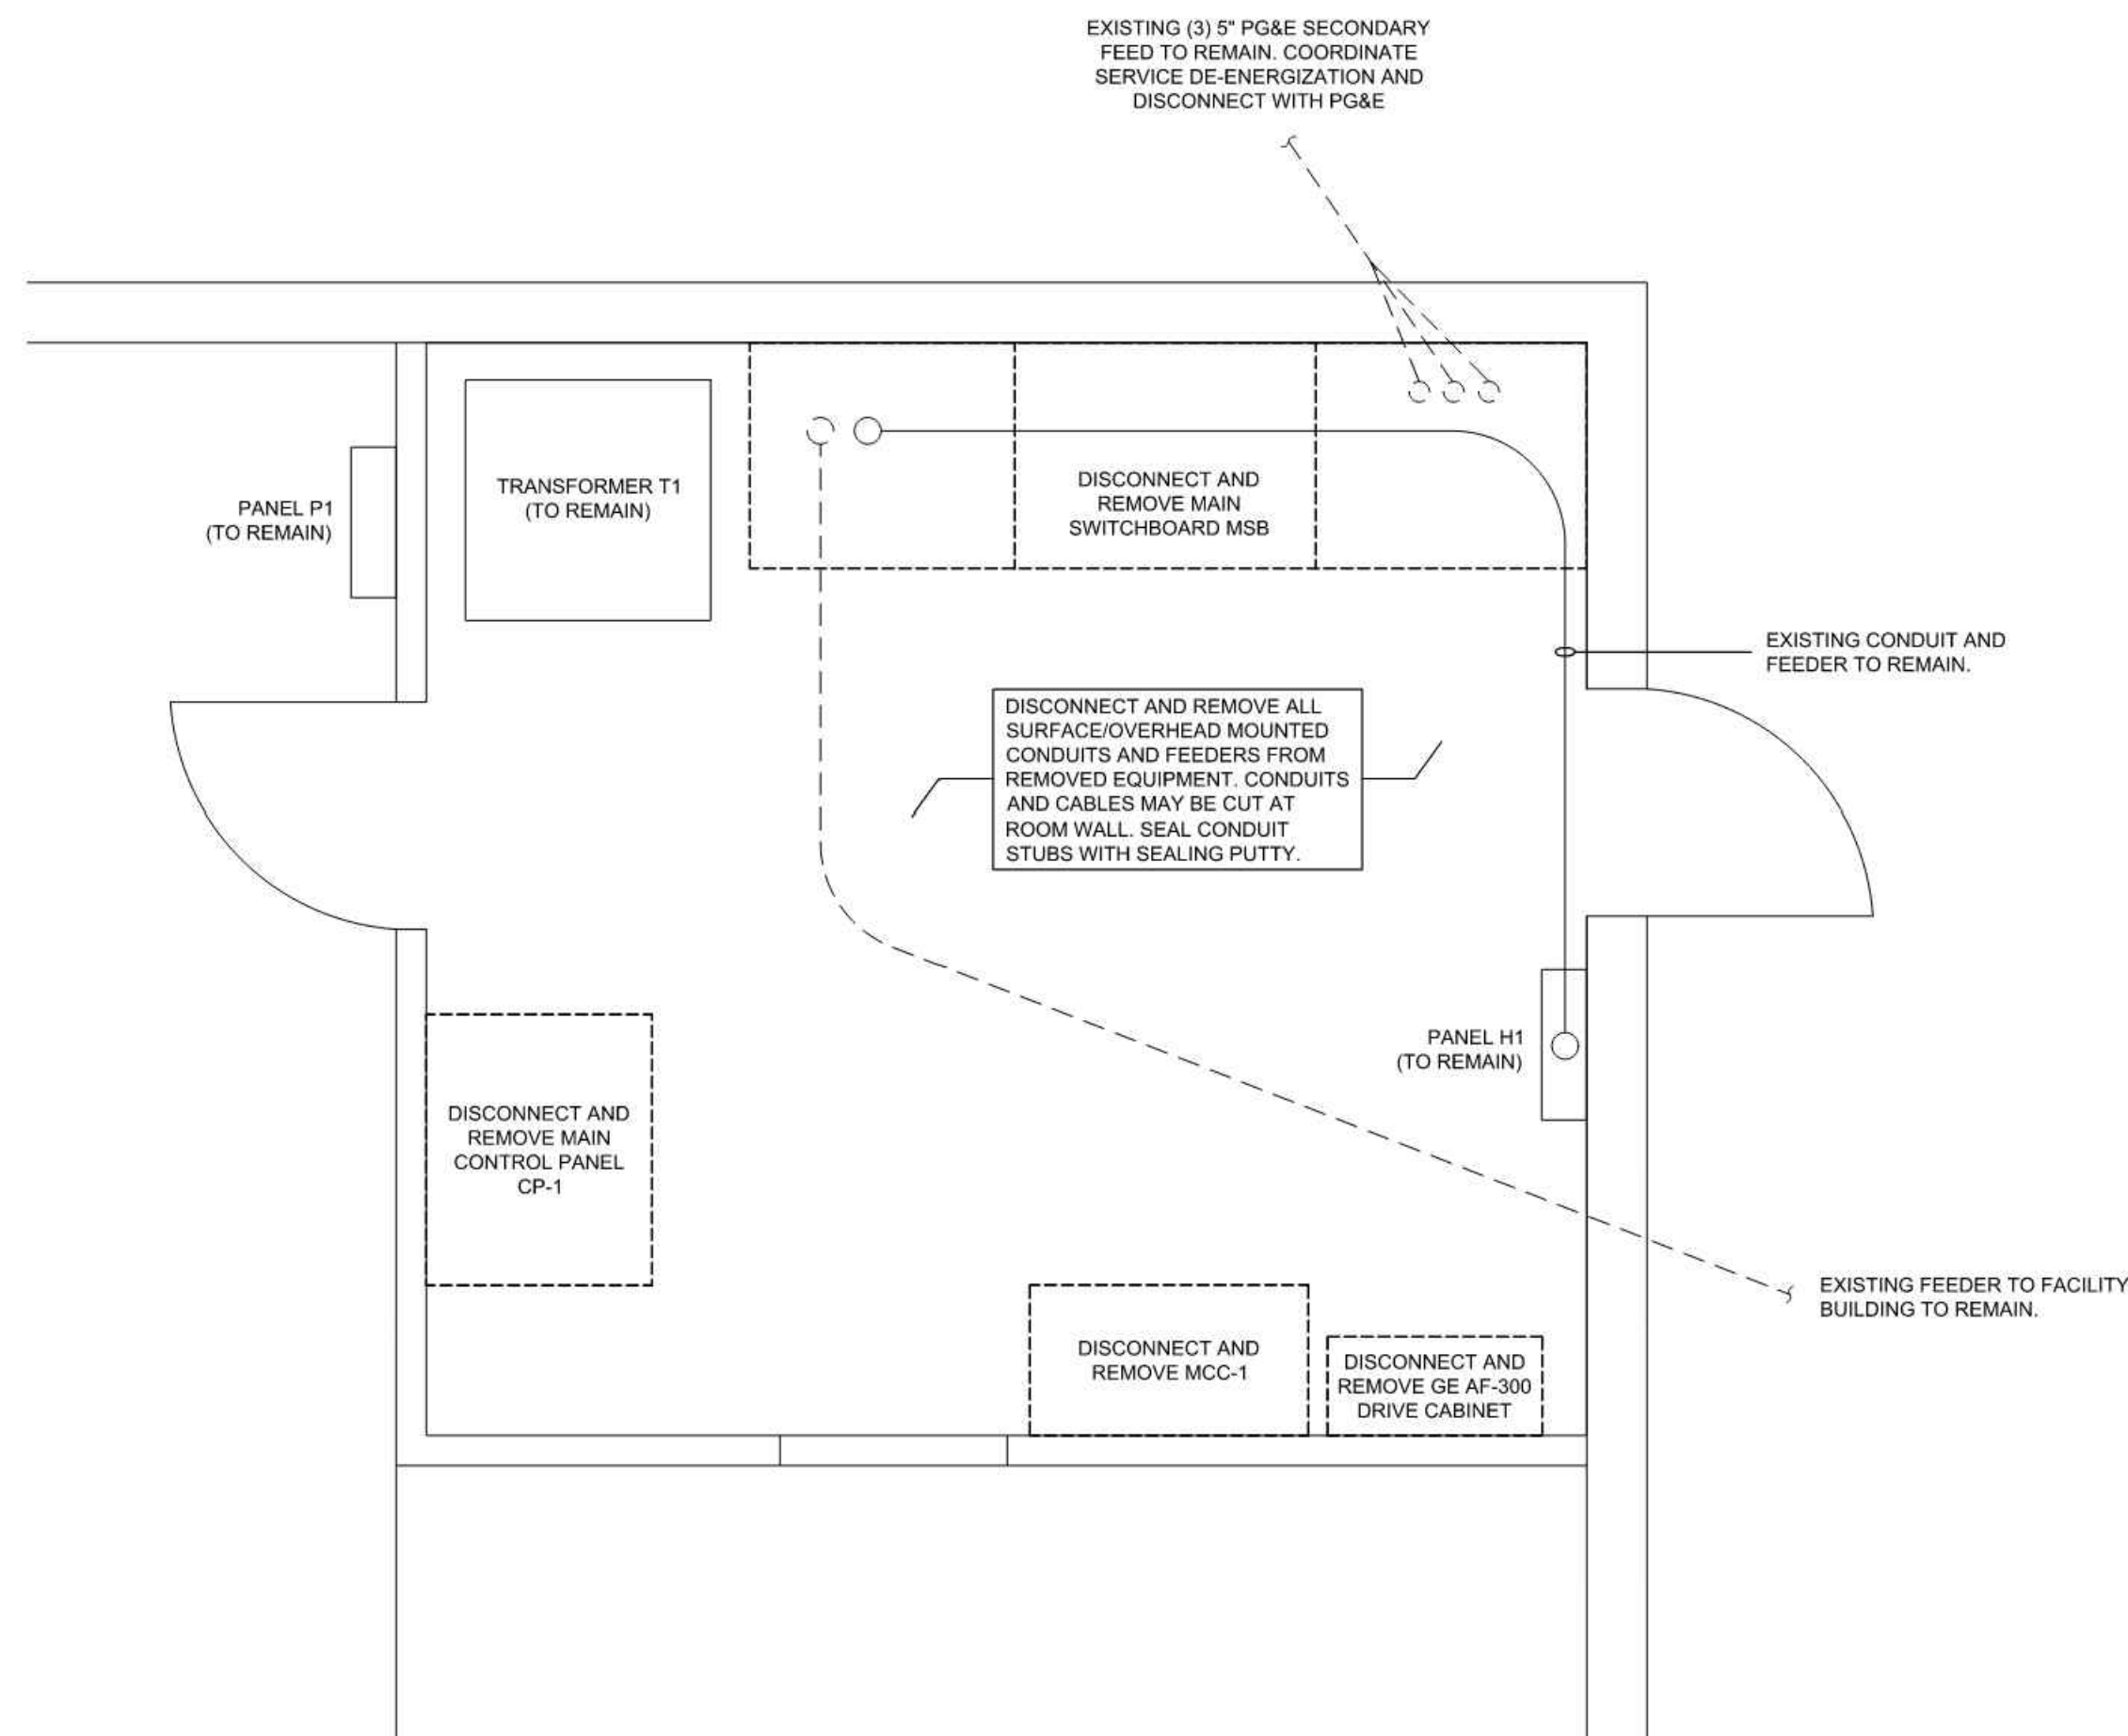 EXISTING (3) 5" PG&E SECONDARY
FEED TO REMAIN. COORDINATE
SERVICE DE-ENERGIZATION AND
DISCONNECT WITH PG&E
PANEL P1
(TO REMAIN)
TRANSFORMER T1
(TO REMAIN)
DISCONNECT AND
REMOVE MAIN
SWITCHBOARD MSB
EXISTING CONDUIT AND
FEEDER TO REMAIN.
DISCONNECT AND REMOVE ALL
SURFACE/OVERHEAD MOUNTED
CONDUITS AND FEEDERS FROM
REMOVED EQUIPMENT. CONDUITS
AND CABLES MAY BE CUT AT
ROOM WALL. SEAL CONDUIT
STUBS WITH SEALING PUTTY.
PANEL H1
(TO REMAIN)
DISCONNECT AND
REMOVE MAIN
CONTROL PANEL
CP-1
EXISTING FEEDER TO FACILITY
BUILDING TO REMAIN.
DISCONNECT AND
REMOVE MCC-1
DISCONNECT AND
REMOVE GE AF-300
DRIVE CABINET